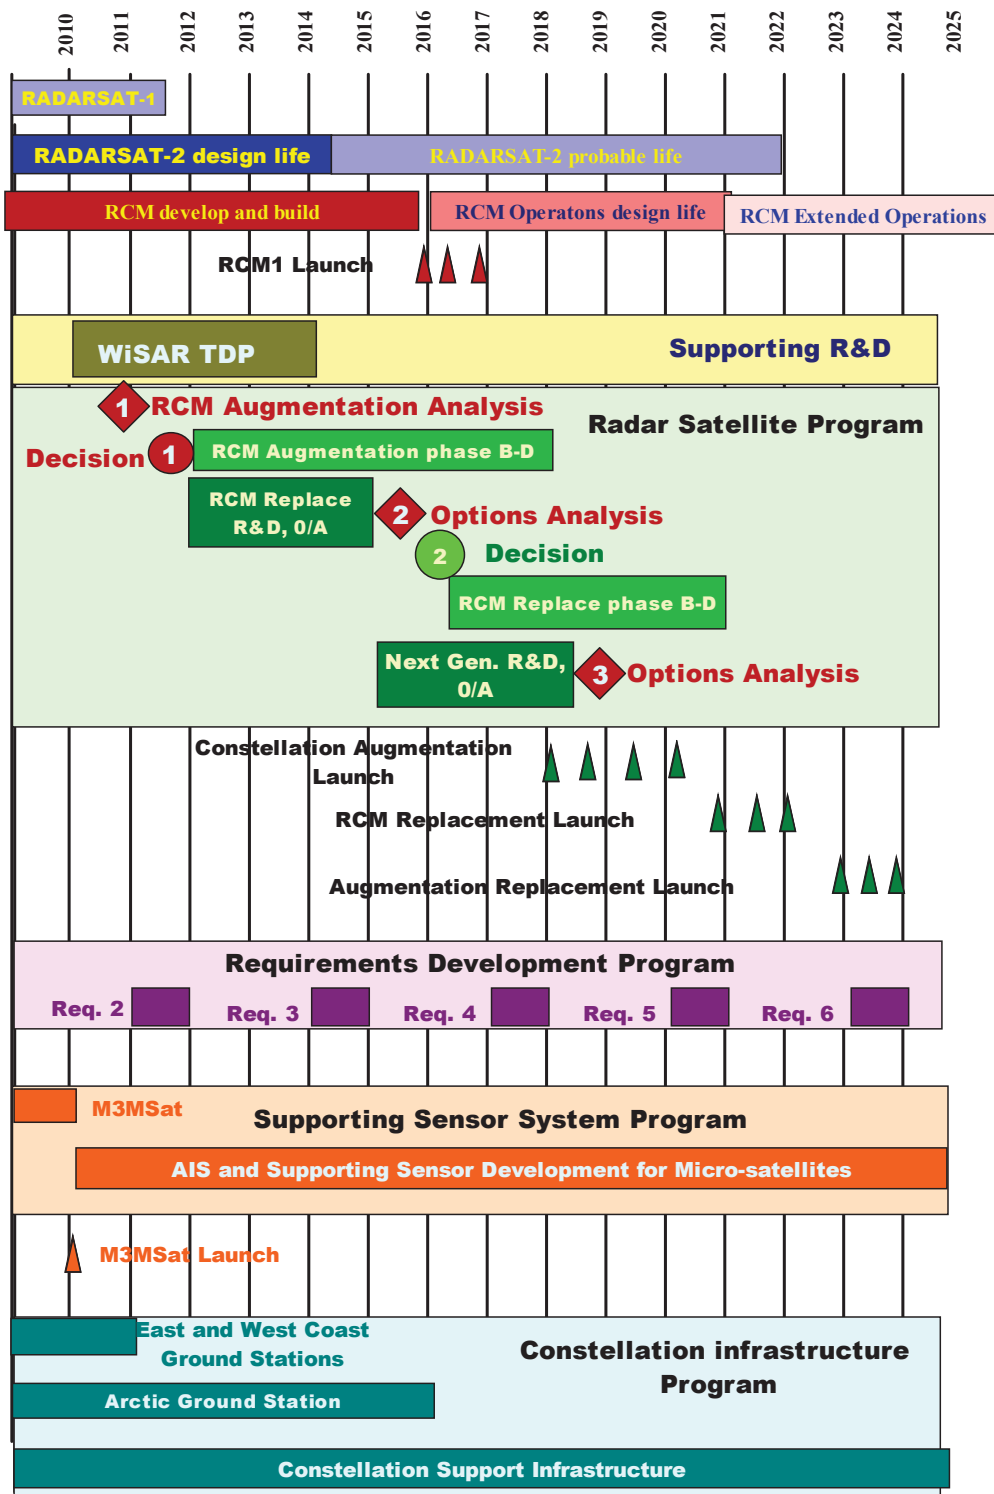 2010 2011 2012 2013 2014 2015 2016 2017 2018 2019 2020 2021 2022 2023 2024 2025
RADARSAT-1
RADARSAT-2 design life
RADARSAT-2 probable life
RCM develop and build
RCM Operatons design life
RCM Extended Operations
RCM1 Launch
WiSAR TDP
Supporting R&D
1 RCM Augmentation Analysis
Radar Satellite Program
Decision 1
RCM Augmentation phase B-D
RCM Replace
R&D, 0/A
2 Options Analysis
2 Decision
RCM Replace phase B-D
Next Gen. R&D,
0/A
3 Options Analysis
Constellation Augmentation
Launch
RCM Replacement Launch
Augmentation Replacement Launch
Requirements Development Program
Req. 2
Req. 3
Req. 4
Req. 5
Req. 6
M3MSat
Supporting Sensor System Program
AIS and Supporting Sensor Development for Micro-satellites
M3MSat Launch
East and West Coast
Ground Stations
Constellation infrastructure
Program
Arctic Ground Station
Constellation Support Infrastructure